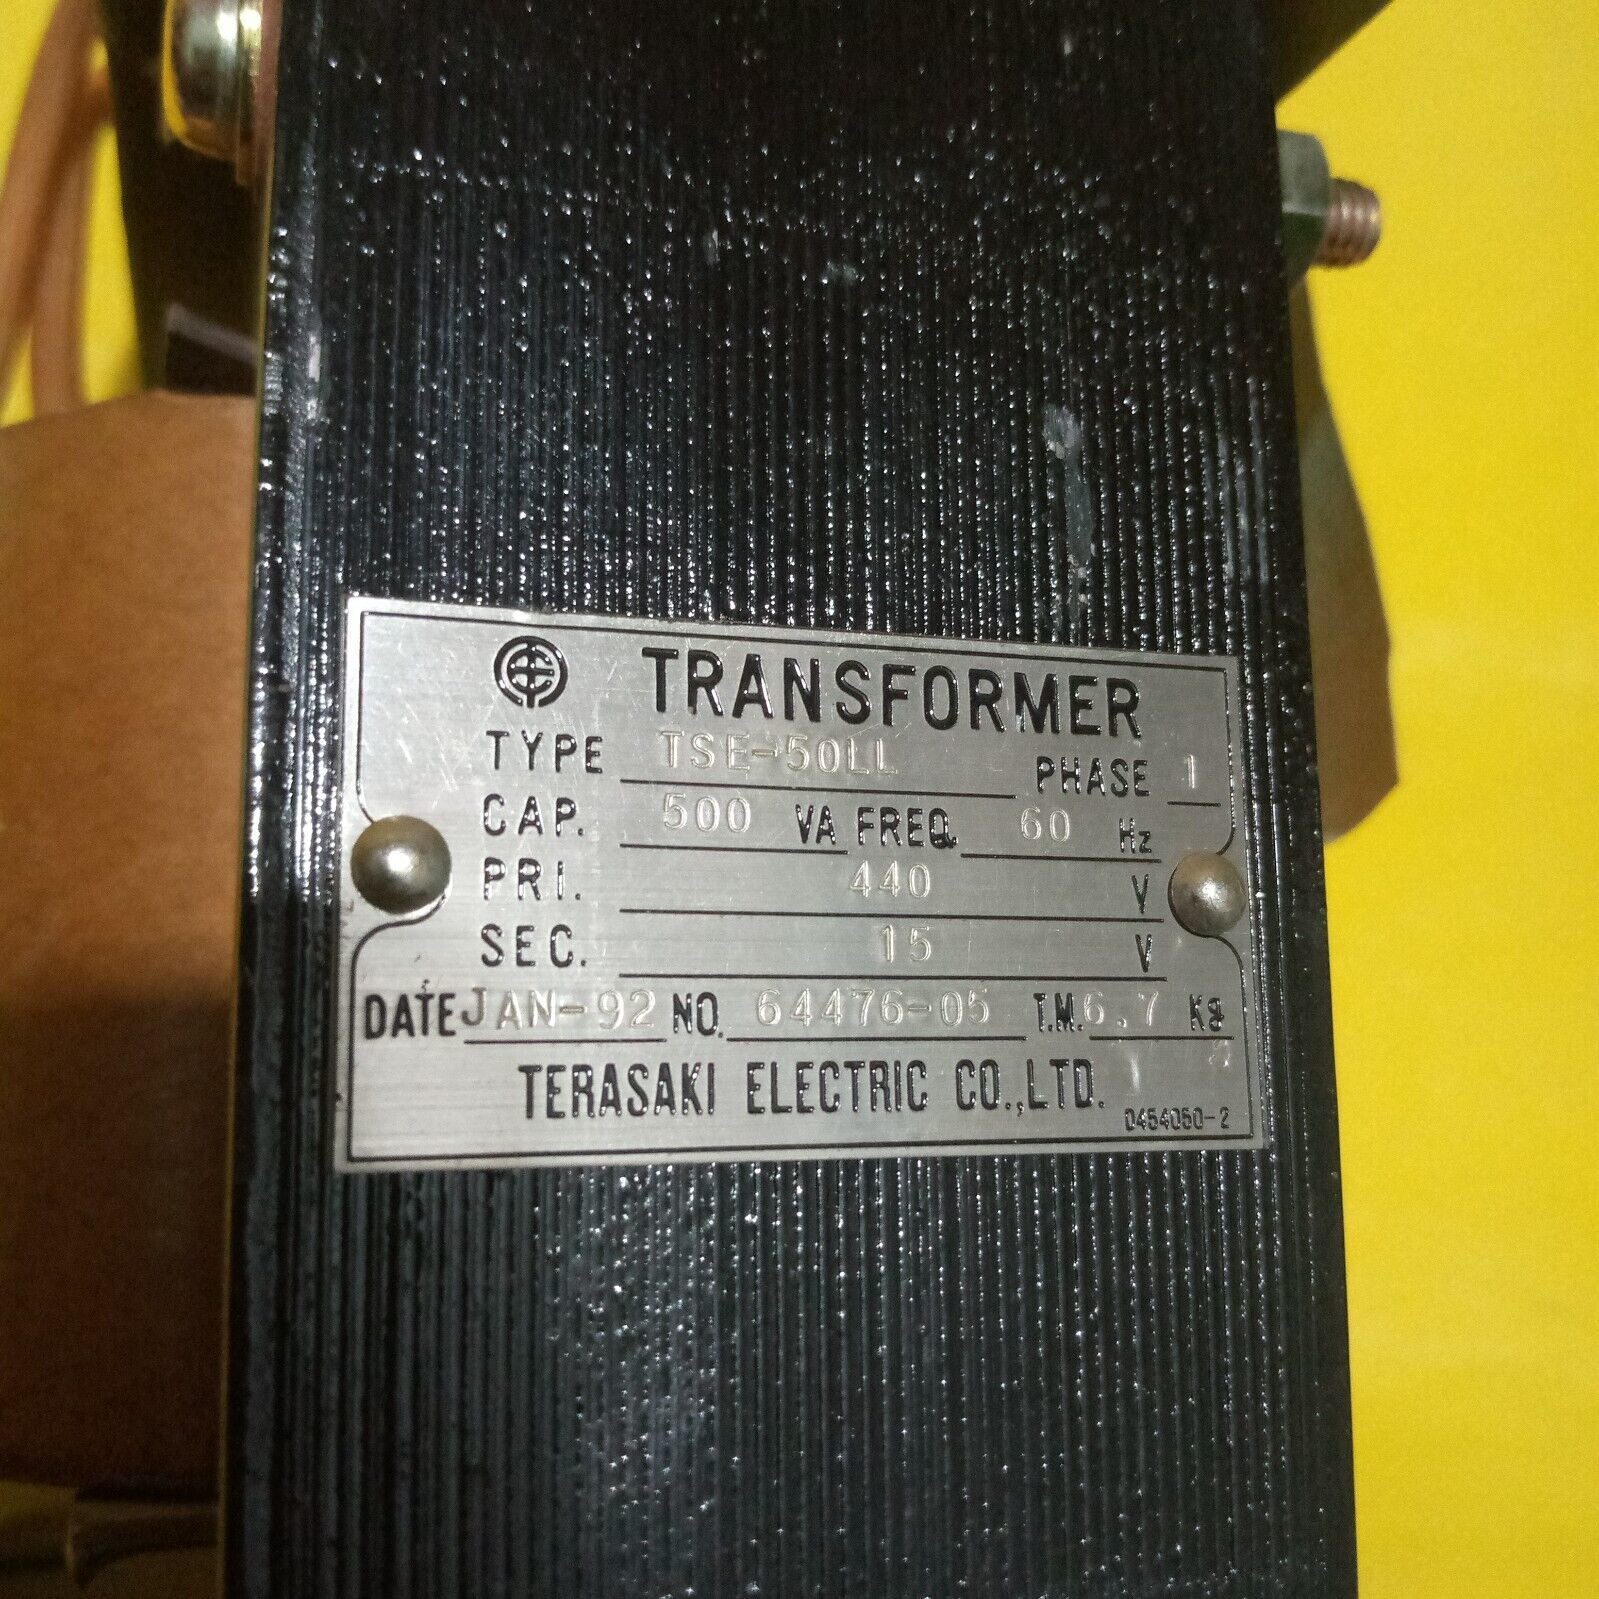 TRANSFORMER
TYPE TSE-50LL PHASE 1
CAP. 500 VA FREQ. 60 Hz
PRI. 440 V
SEC. 15 V
DATE JAN-92 NO. 64476-05 T.M. 6.7 Kg
TERASAKI ELECTRIC CO.,LTD.
0454050-2